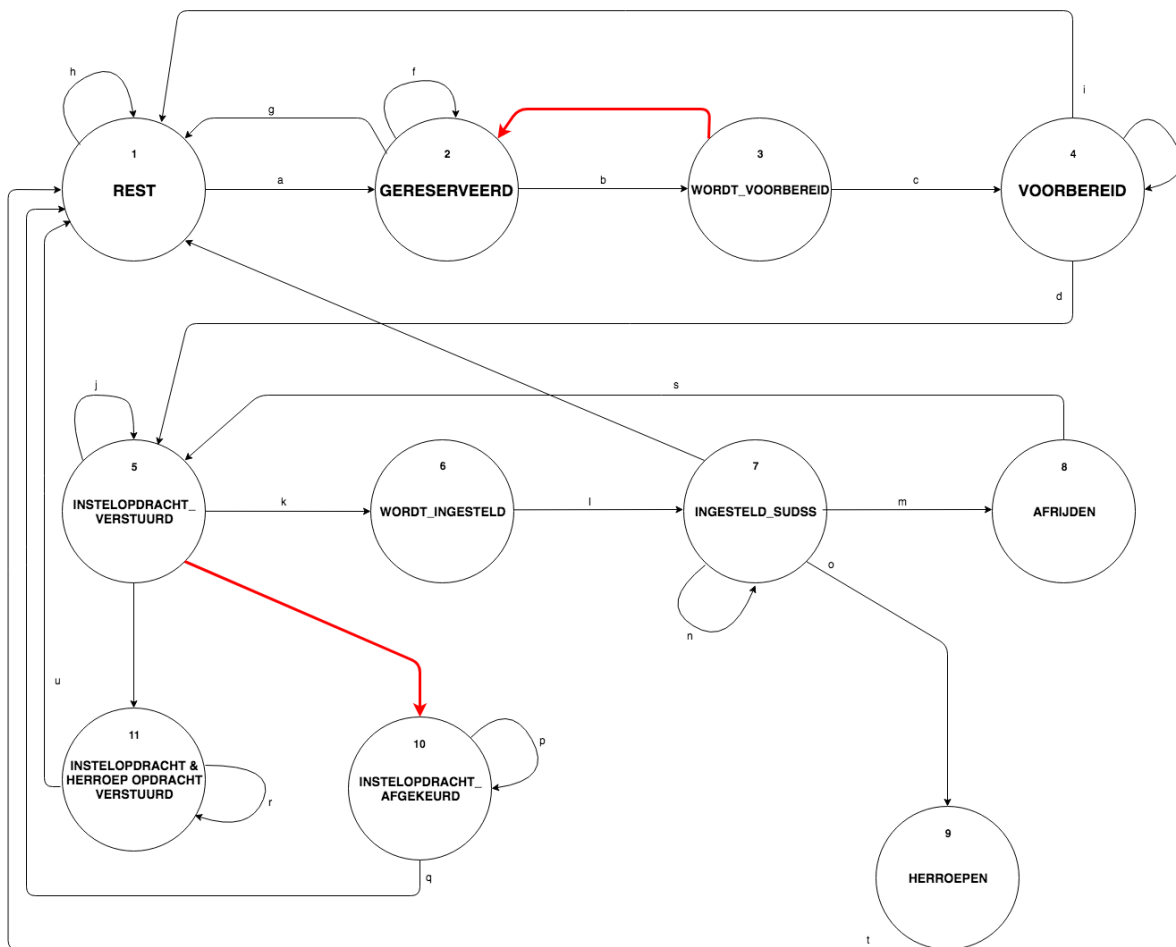 i
h
f
g
1
REST
a
2
GERESERVEERD
b
3
WORDT_VOORBEREID
c
4
VOORBEREID
d
j
s
5
INSTELOPDRACHT_
VERSTUURD
k
6
WORDT_INGESTELD
l
7
INGESTELD_SUDSS
m
8
AFRIJDEN
o
n
u
11
INSTELOPDRACHT &
HERROEP OPDRACHT
VERSTUURD
r
10
INSTELOPDRACHT_
AFGEKEURD
p
q
9
HERROEPEN
t